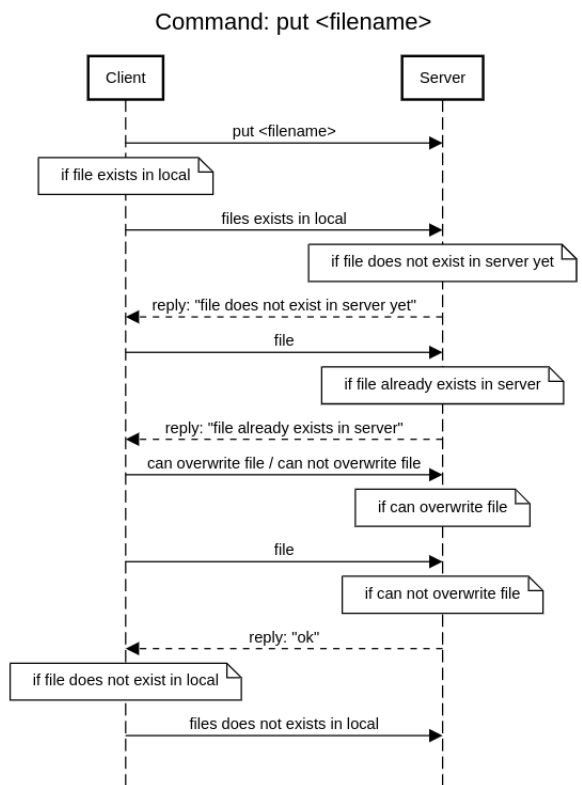 Command: put <filename>
Client
Server
put <filename>
if file exists in local
files exists in local
if file does not exist in server yet
reply: "file does not exist in server yet"
file
if file already exists in server
reply: "file already exists in server"
can overwrite file / can not overwrite file
if can overwrite file
file
if can not overwrite file
reply: "ok"
if file does not exist in local
files does not exists in local